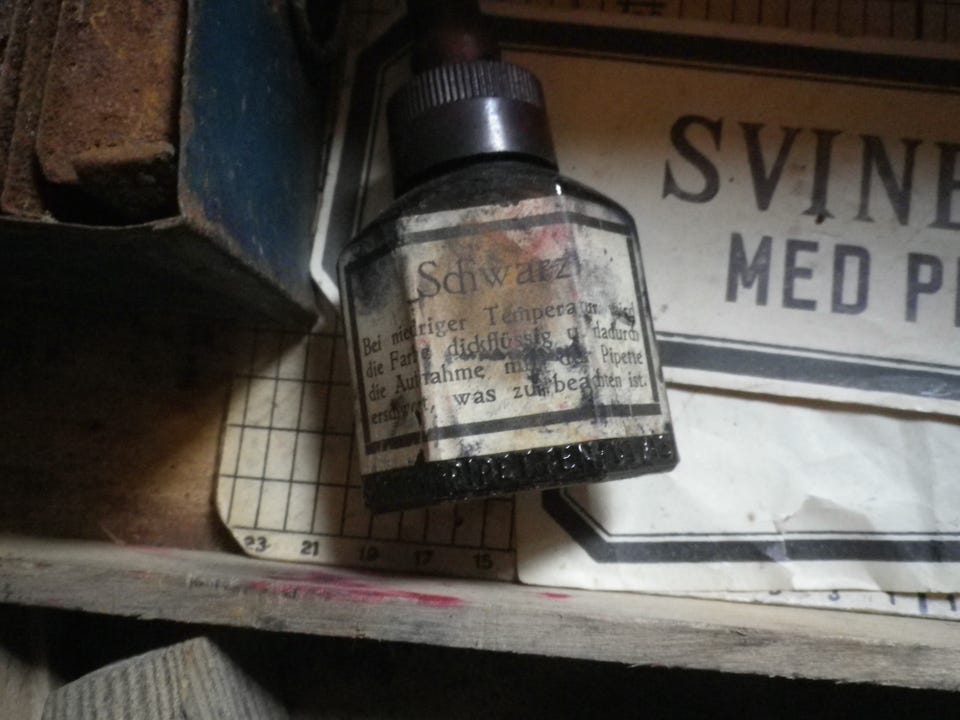 SVINE
MED P
Schwarz
Bei niedriger Temperatur wird
die Farbe dickflüssig u. dadurch
die Aufnahme mit der Pipette
erschwert, was zu beachten ist.
23 21 19 17 15